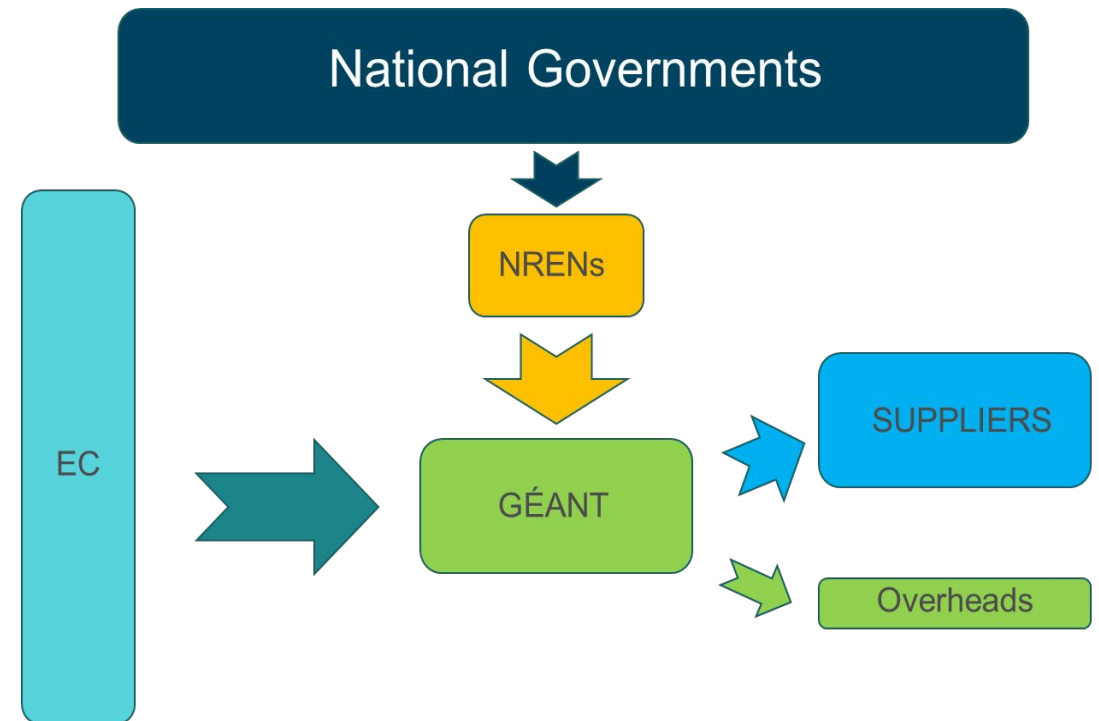 National Governments
NRENs
EC
SUPPLIERS
GÉANT
Overheads